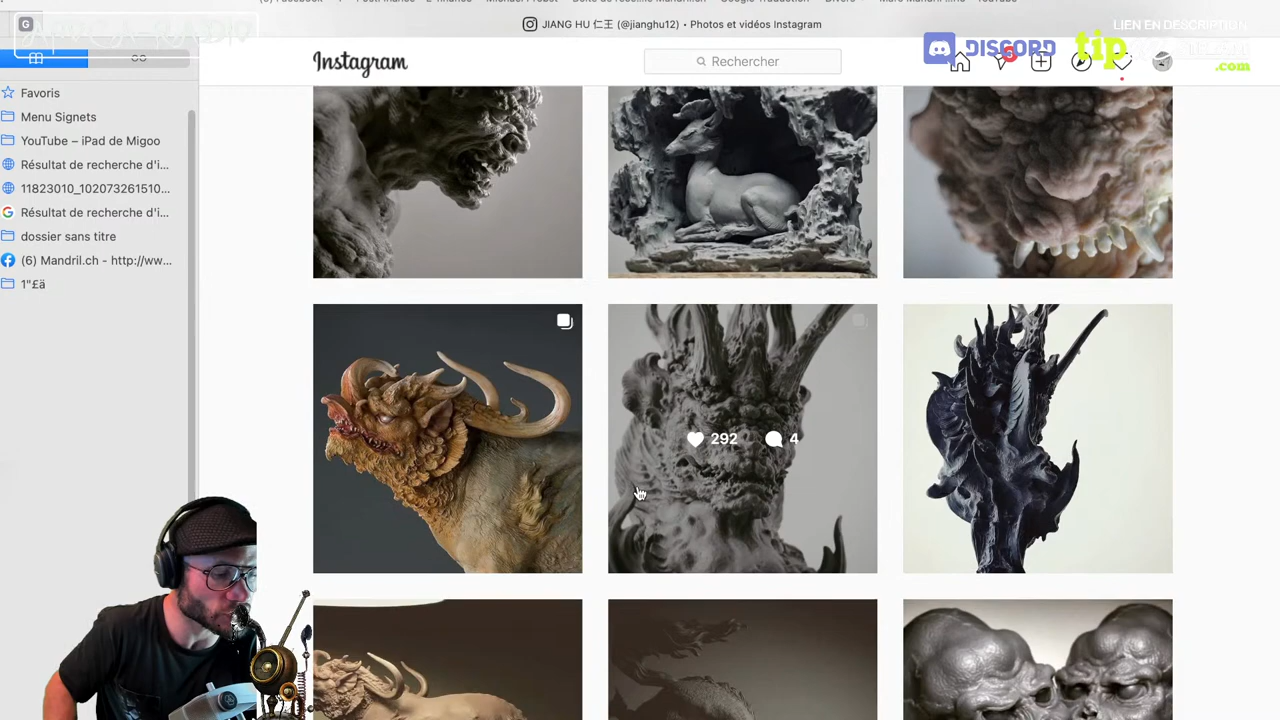 JIANG HU 仁王 (@jianghu12) • Photos et vidéos Instagram
LIEN EN DESCRIPTION
DISCORD
tip
.com
Instagram
Rechercher
Favoris
Menu Signets
YouTube – iPad de Migoo
Résultat de recherche d'i...
11823010_102073261510...
Résultat de recherche d'i...
dossier sans titre
(6) Mandril.ch - http://ww...
1"£ä
292
4